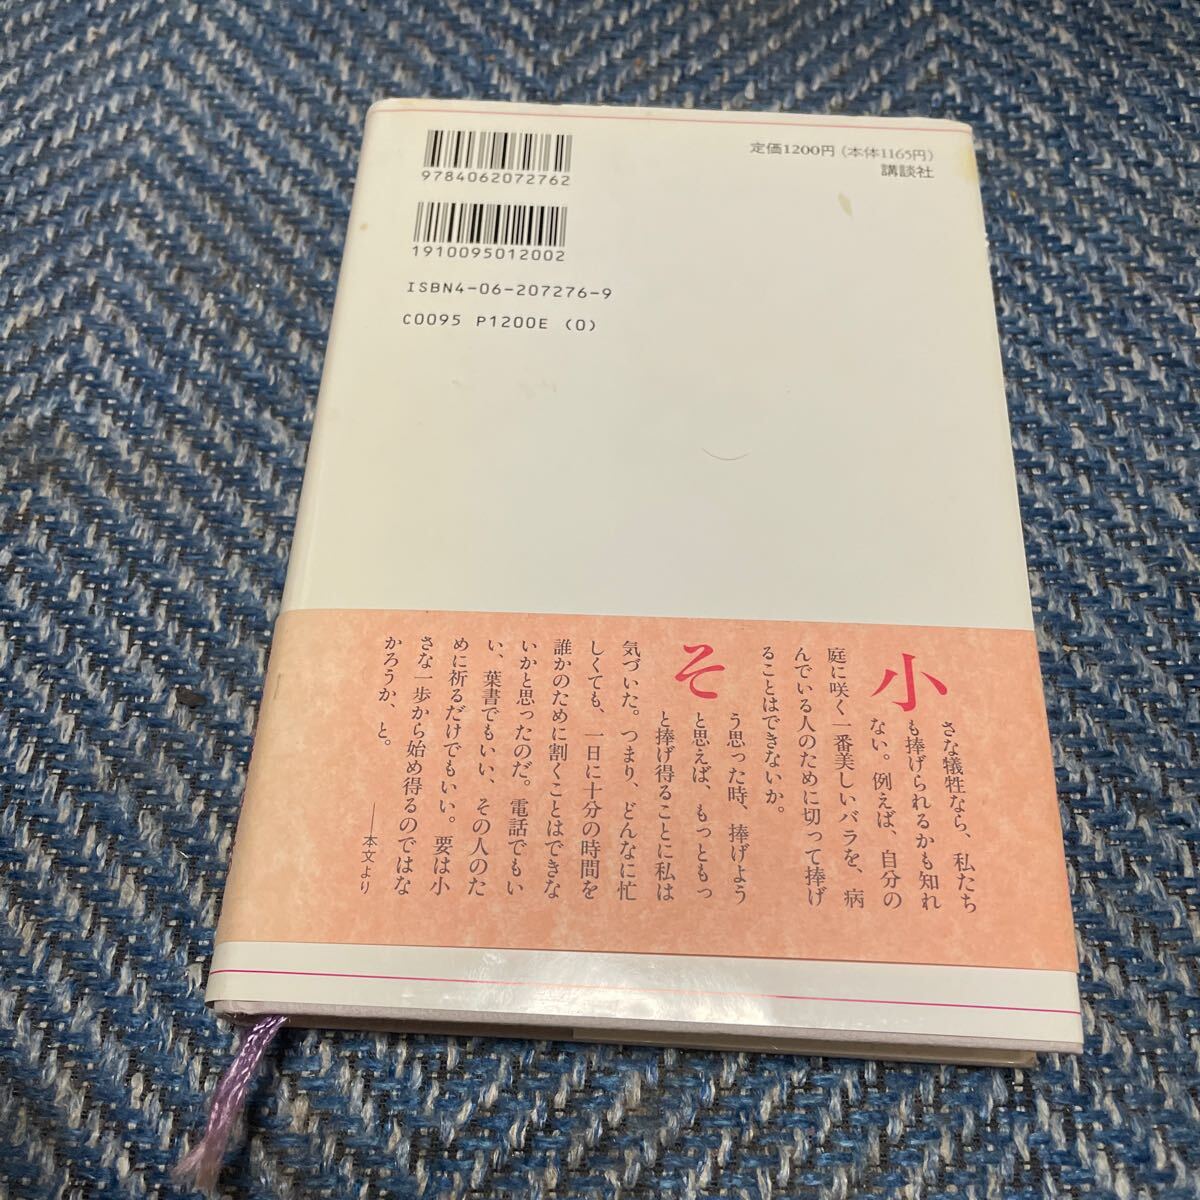 9784062072762
1910095012002
ISBN4-06-207276-9
C0095 P1200E (0)
定価1200円（本体1165円）
講談社
小さな犠牲なら、私たち
も捧げられるかも知れ
ない。例えば、自分の
庭に咲く一番美しいバラを、病
んでいる人のために切って捧げ
ることはできないか。
そう思った時、捧げよう
と思えば、もっともっ
と捧げ得ることに私は
気づいた。つまり、どんなに忙
しくても、一日に十分の時間を
誰かのために割くことはできな
いかと思ったのだ。電話でもい
い、葉書でもいい、その人のた
めに祈るだけでもいい。要は小
さな一歩から始め得るのではな
かろうか、と。
——本文より